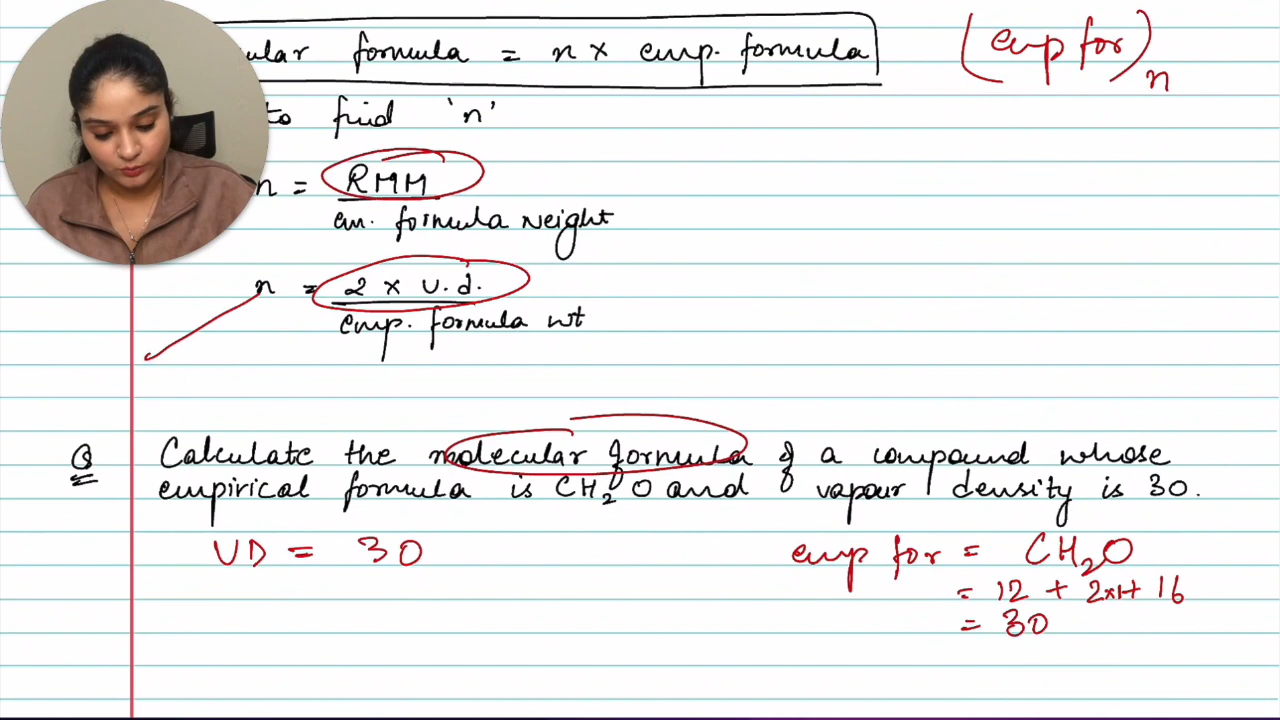 ular formula = n x emp. formula
(emp for)n
to find 'n'
n = RMM
em. formula weight
n = 2 x v.d.
emp. formula wt
Q Calculate the molecular formula of a compound whose
empirical formula is CH2O and vapour density is 30.
VD = 30
emp for = CH2O
= 12 + 2x1+ 16
= 30